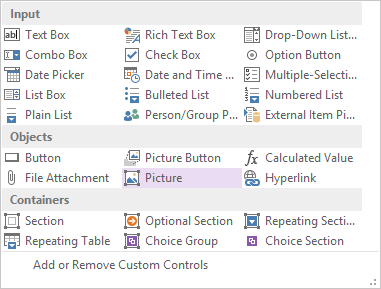 Input
Text Box Rich Text Box Drop-Down List...
Combo Box Check Box Option Button
Date Picker Date and Time ... Multiple-Selecti...
List Box Bulleted List Numbered List
Plain List Person/Group P... External Item Pi...
Objects
Button Picture Button Calculated Value
File Attachment Picture Hyperlink
Containers
Section Optional Section Repeating Secti...
Repeating Table Choice Group Choice Section
Add or Remove Custom Controls